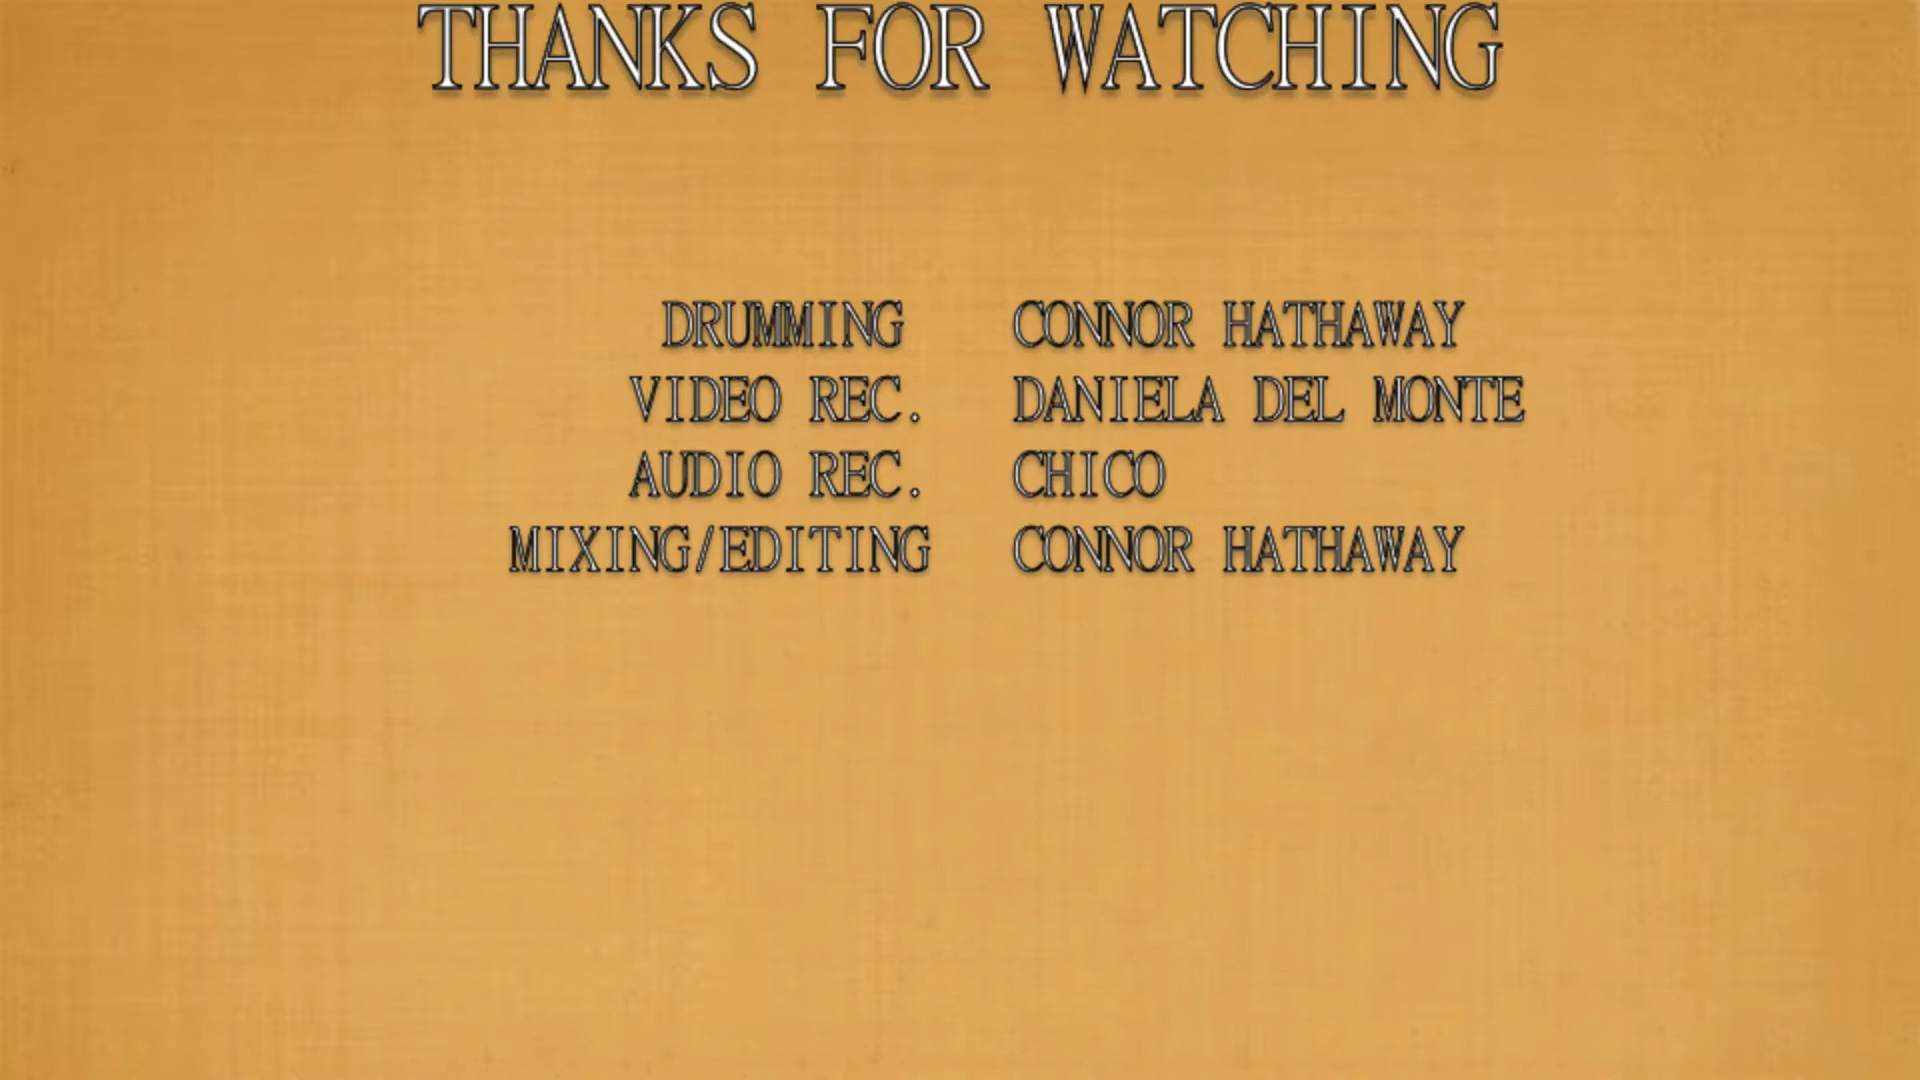 THANKS FOR WATCHING
DRUMMING CONNOR HATHAWAY
VIDEO REC. DANIELA DEL MONTE
AUDIO REC. CHICO
MIXING/EDITING CONNOR HATHAWAY